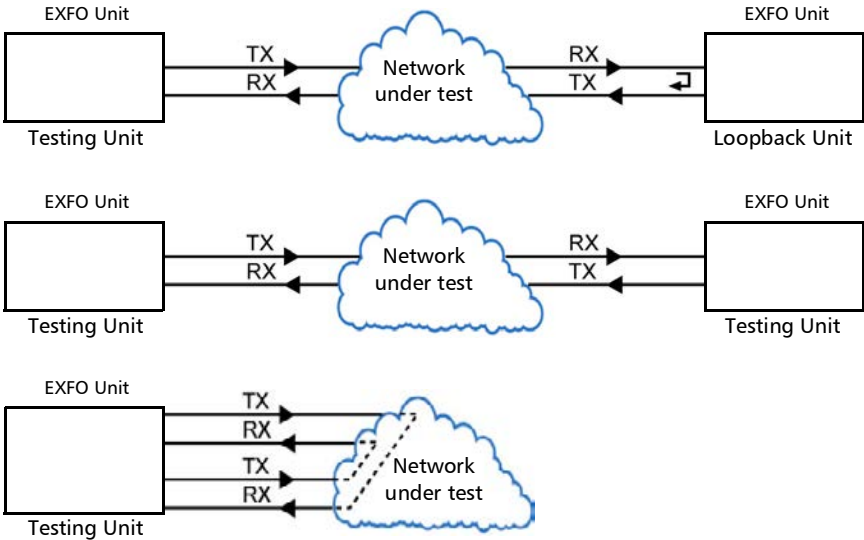 EXFO Unit
EXFO Unit
TX
RX
Network
under test
RX
TX
Testing Unit
Loopback Unit
EXFO Unit
EXFO Unit
TX
RX
Network
under test
RX
TX
Testing Unit
Testing Unit
EXFO Unit
TX
RX
TX
RX
Network
under test
Testing Unit